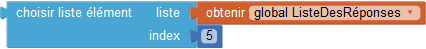 choisir liste élément liste obtenir global ListeDesRéponses
index 5